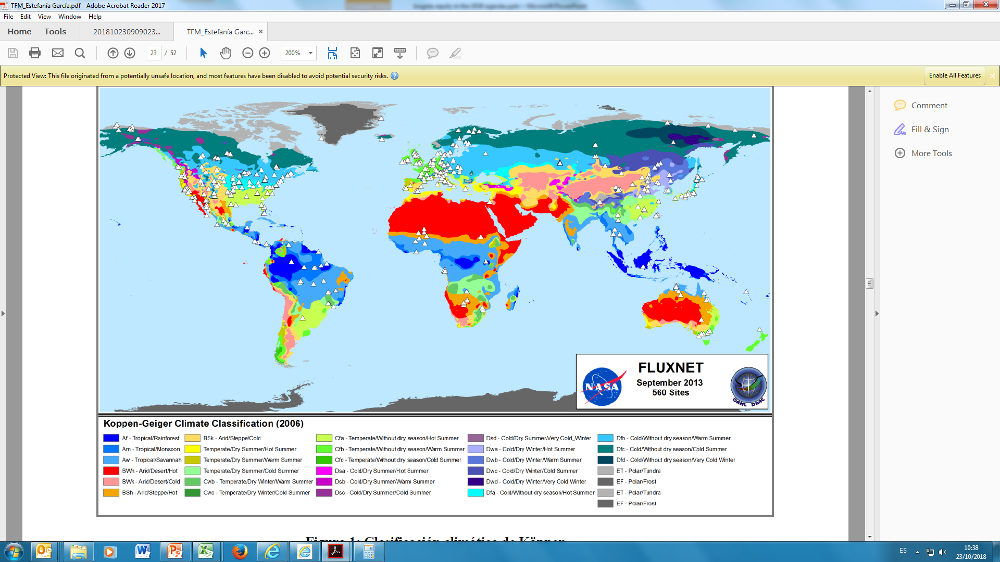 TFM_Estefanía García.pdf - Adobe Acrobat Reader 2017
File Edit View Window Help
Home Tools 201810230909023... TFM_Estefanía Garc... ×
23 / 52 200%
Protected View: This file originated from a potentially unsafe location, and most features have been disabled to avoid potential security risks. ?
Enable All Features
Comment
Fill & Sign
More Tools
NASA
FLUXNET
September 2013
560 Sites
ORNL DAAC
Koppen-Geiger Climate Classification (2006)
Af - Tropical/Rainforest
Am - Tropical/Monsoon
Aw - Tropical/Savannah
BWh - Arid/Desert/Hot
BWk - Arid/Desert/Cold
BSh - Arid/Steppe/Hot
BSk - Arid/Steppe/Cold
Temperate/Dry Summer/Hot Summer
Temperate/Dry Summer/Warm Summer
Temperate/Dry Summer/Cold Summer
Cwb - Temperate/Dry Winter/Warm Summer
Cwc - Temperate/Dry Winter/Cold Summer
Cfa - Temperate/Without dry season/Hot Summer
Cfb - Temperate/Without dry season/Warm Summer
Cfc - Temperate/Without dry season/Cold Summer
Dsa - Cold/Dry Summer/Hot Summer
Dsb - Cold/Dry Summer/Warm Summer
Dsc - Cold/Dry Summer/Cold Summer
Dsd - Cold/Dry Summer/Very Cold_Winter
Dwa - Cold/Dry Winter/Hot Summer
Dwb - Cold/Dry Winter/Warm Summer
Dwc - Cold/Dry Winter/Cold Summer
Dwd - Cold/Dry Winter/Very Cold Winter
Dfa - Cold/Without dry season/Hot Summer
Dfb - Cold/Without dry season/Warm Summer
Dfc - Cold/Without dry season/Cold Summer
Dfd - Cold/Without dry season/Very Cold Winter
ET - Polar/Tundra
EF - Polar/Frost
ET - Polar/Tundra
EF - Polar/Frost
Figura 1: Clasificación climática de Köppen
ES
10:38
23/10/2018